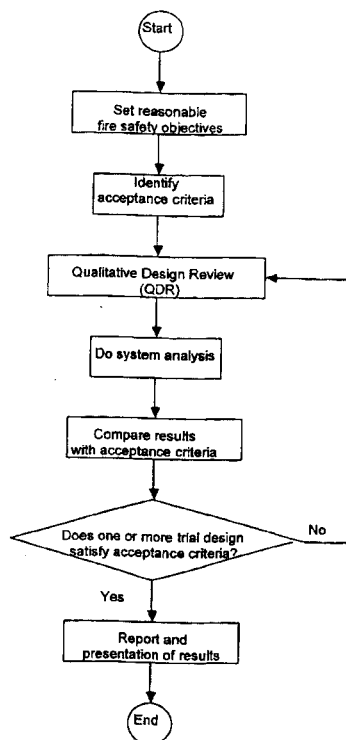 Start
Set reasonable
fire safety objectives
Identify
acceptance criteria
Qualitative Design Review
(QDR)
Do system analysis
Compare results
with acceptance criteria
Does one or more trial design
satisfy acceptance criteria?
No
Yes
Report and
presentation of results
End